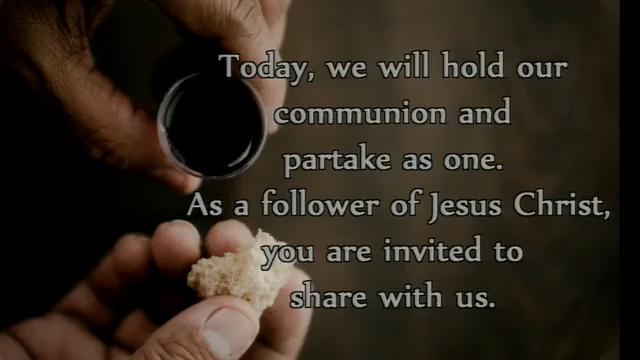 Today, we will hold our
communion and
partake as one.
As a follower of Jesus Christ,
you are invited to
share with us.